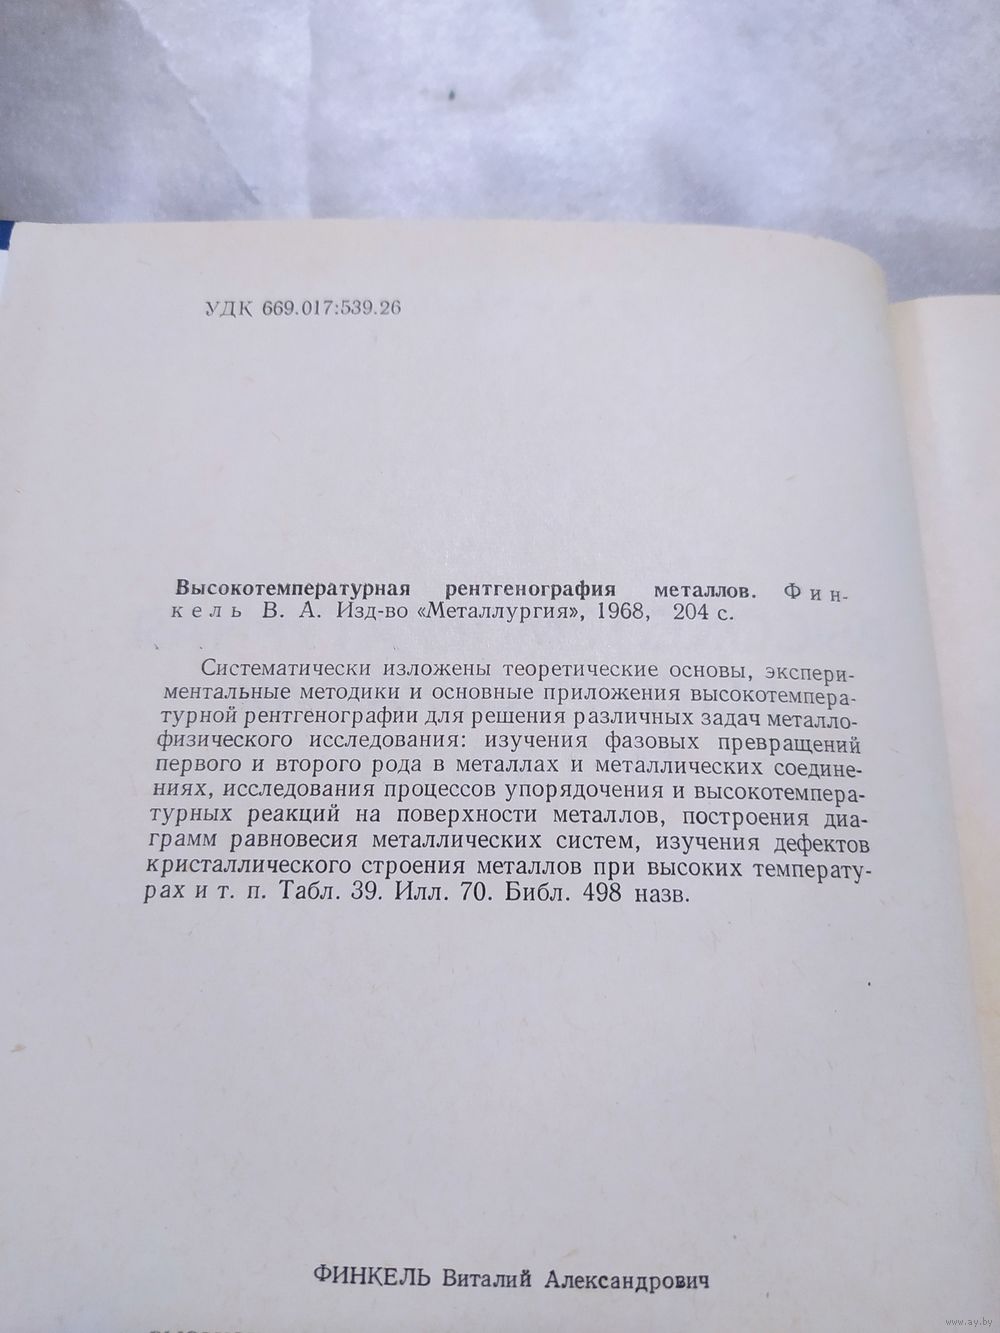 УДК 669.017:539.26
Высокотемпературная рентгенография металлов. Фин-
кель В. А. Изд-во «Металлургия», 1968, 204 с.
Систематически изложены теоретические основы, экспери-
ментальные методики и основные приложения высокотемпера-
турной рентгенографии для решения различных задач металло-
физического исследования: изучения фазовых превращений
первого и второго рода в металлах и металлических соедине-
ниях, исследования процессов упорядочения и высокотемпера-
турных реакций на поверхности металлов, построения диа-
грамм равновесия металлических систем, изучения дефектов
кристаллического строения металлов при высоких температу-
рах и т. п. Табл. 39. Илл. 70. Библ. 498 назв.
ФИНКЕЛЬ Виталий Александрович
www.ay.by